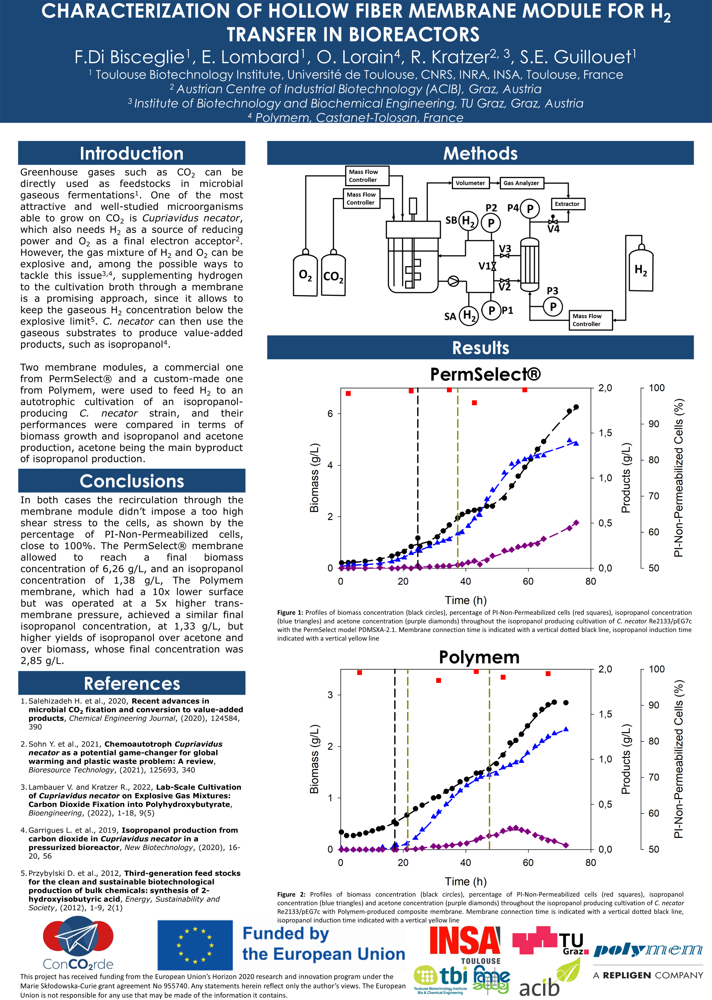 CHARACTERIZATION OF HOLLOW FIBER MEMBRANE MODULE FOR H2
TRANSFER IN BIOREACTORS
F.Di Bisceglie1, E. Lombard1, O. Lorain4, R. Kratzer2, 3, S.E. Guillouet1
1 Toulouse Biotechnology Institute, Université de Toulouse, CNRS, INRA, INSA, Toulouse, France
2 Austrian Centre of Industrial Biotechnology (ACIB), Graz, Austria
3 Institute of Biotechnology and Biochemical Engineering, TU Graz, Graz, Austria
4 Polymem, Castanet-Tolosan, France
Introduction
Greenhouse gases such as CO2 can be
directly used as feedstocks in microbial
gaseous fermentations1. One of the most
attractive and well-studied microorganisms
able to grow on CO2 is Cupriavidus necator,
which also needs H2 as a source of reducing
power and O2 as a final electron acceptor2.
However, the gas mixture of H2 and O2 can be
explosive and, among the possible ways to
tackle this issue3,4, supplementing hydrogen
to the cultivation broth through a membrane
is a promising approach, since it allows to
keep the gaseous H2 concentration below the
explosive limit5. C. necator can then use the
gaseous substrates to produce value-added
products, such as isopropanol4.
Two membrane modules, a commercial one
from PermSelect® and a custom-made one
from Polymem, were used to feed H2 to an
autotrophic cultivation of an isopropanol-
producing C. necator strain, and their
performances were compared in terms of
biomass growth and isopropanol and acetone
production, acetone being the main byproduct
of isopropanol production.
Conclusions
In both cases the recirculation through the
membrane module didn't impose a too high
shear stress to the cells, as shown by the
percentage of PI-Non-Permeabilized cells,
close to 100%. The PermSelect® membrane
allowed to reach a final biomass
concentration of 6,26 g/L, and an isopropanol
concentration of 1,38 g/L, The Polymem
membrane, which had a 10x lower surface
but was operated at a 5x higher trans-
membrane pressure, achieved a similar final
isopropanol concentration, at 1,33 g/L, but
higher yields of isopropanol over acetone and
over biomass, whose final concentration was
2,85 g/L.
References
1. Salehizadeh H. et al., 2020, Recent advances in
microbial CO2 fixation and conversion to value-added
products, Chemical Engineering Journal, (2020), 124584,
390
2. Sohn Y. et al., 2021, Chemoautotroph Cupriavidus
necator as a potential game-changer for global
warming and plastic waste problem: A review,
Bioresource Technology, (2021), 125693, 340
3. Lambauer V. and Kratzer R., 2022, Lab-Scale Cultivation
of Cupriavidus necator on Explosive Gas Mixtures:
Carbon Dioxide Fixation into Polyhydroxybutyrate,
Bioengineering, (2022), 1-18, 9(5)
4. Garrigues L. et al., 2019, Isopropanol production from
carbon dioxide in Cupriavidus necator in a
pressurized bioreactor, New Biotechnology, (2020), 16-
20, 56
5. Przybylski D. et al., 2012, Third-generation feed stocks
for the clean and sustainable biotechnological
production of bulk chemicals: synthesis of 2-
hydroxyisobutyric acid, Energy, Sustainability and
Society, (2012), 1-9, 2(1)
Methods
Mass Flow
Controller
Mass Flow
Controller
Volumeter
Gas Analyzer
Extractor
P2
P4 P
SB H2
P
V4
V3
V1
V2
O2
CO2
H2
P3
P
SA H2
P P1
Mass Flow
Controller
Results
PermSelect®
6
4
2
0
Biomass (g/L)
0 20 40 60 80
Time (h)
2,0
1,5
1,0
0,5
0,0
Products (g/L)
100
90
80
70
60
50
PI-Non-Permeabilized Cells (%)
Figure 1: Profiles of biomass concentration (black circles), percentage of PI-Non-Permeabilized cells (red squares), isopropanol concentration
(blue triangles) and acetone concentration (purple diamonds) throughout the isopropanol producing cultivation of C. necator Re2133/pEG7c
with the PermSelect model PDMSXA-2.1. Membrane connection time is indicated with a vertical dotted black line, isopropanol induction time
indicated with a vertical yellow line
Polymem
3
2
1
0
Biomass (g/L)
0 20 40 60 80
Time (h)
2,0
1,5
1,0
0,5
0,0
Products (g/L)
100
90
80
70
60
50
PI-Non-Permeabilized Cells (%)
Figure 2: Profiles of biomass concentration (black circles), percentage of PI-Non-Permeabilized cells (red squares), isopropanol
concentration (blue triangles) and acetone concentration (purple diamonds) throughout the isopropanol producing cultivation of C. necator
Re2133/pEG7c with Polymem-produced composite membrane. Membrane connection time is indicated with a vertical dotted black line,
isopropanol induction time indicated with a vertical yellow line
ConCO2rde
Funded by
the European Union
This project has received funding from the European Union's Horizon 2020 research and innovation program under the
Marie Skłodowska-Curie grant agreement No 955740. Any statements herein reflect only the author's views. The European
Union is not responsible for any use that may be made of the information it contains.
INSA
TOULOUSE
TU
Graz
polymem
A REPLIGEN COMPANY
tbi
Toulouse Biotechnology Institute
Bio & Chemical Engineering
acib